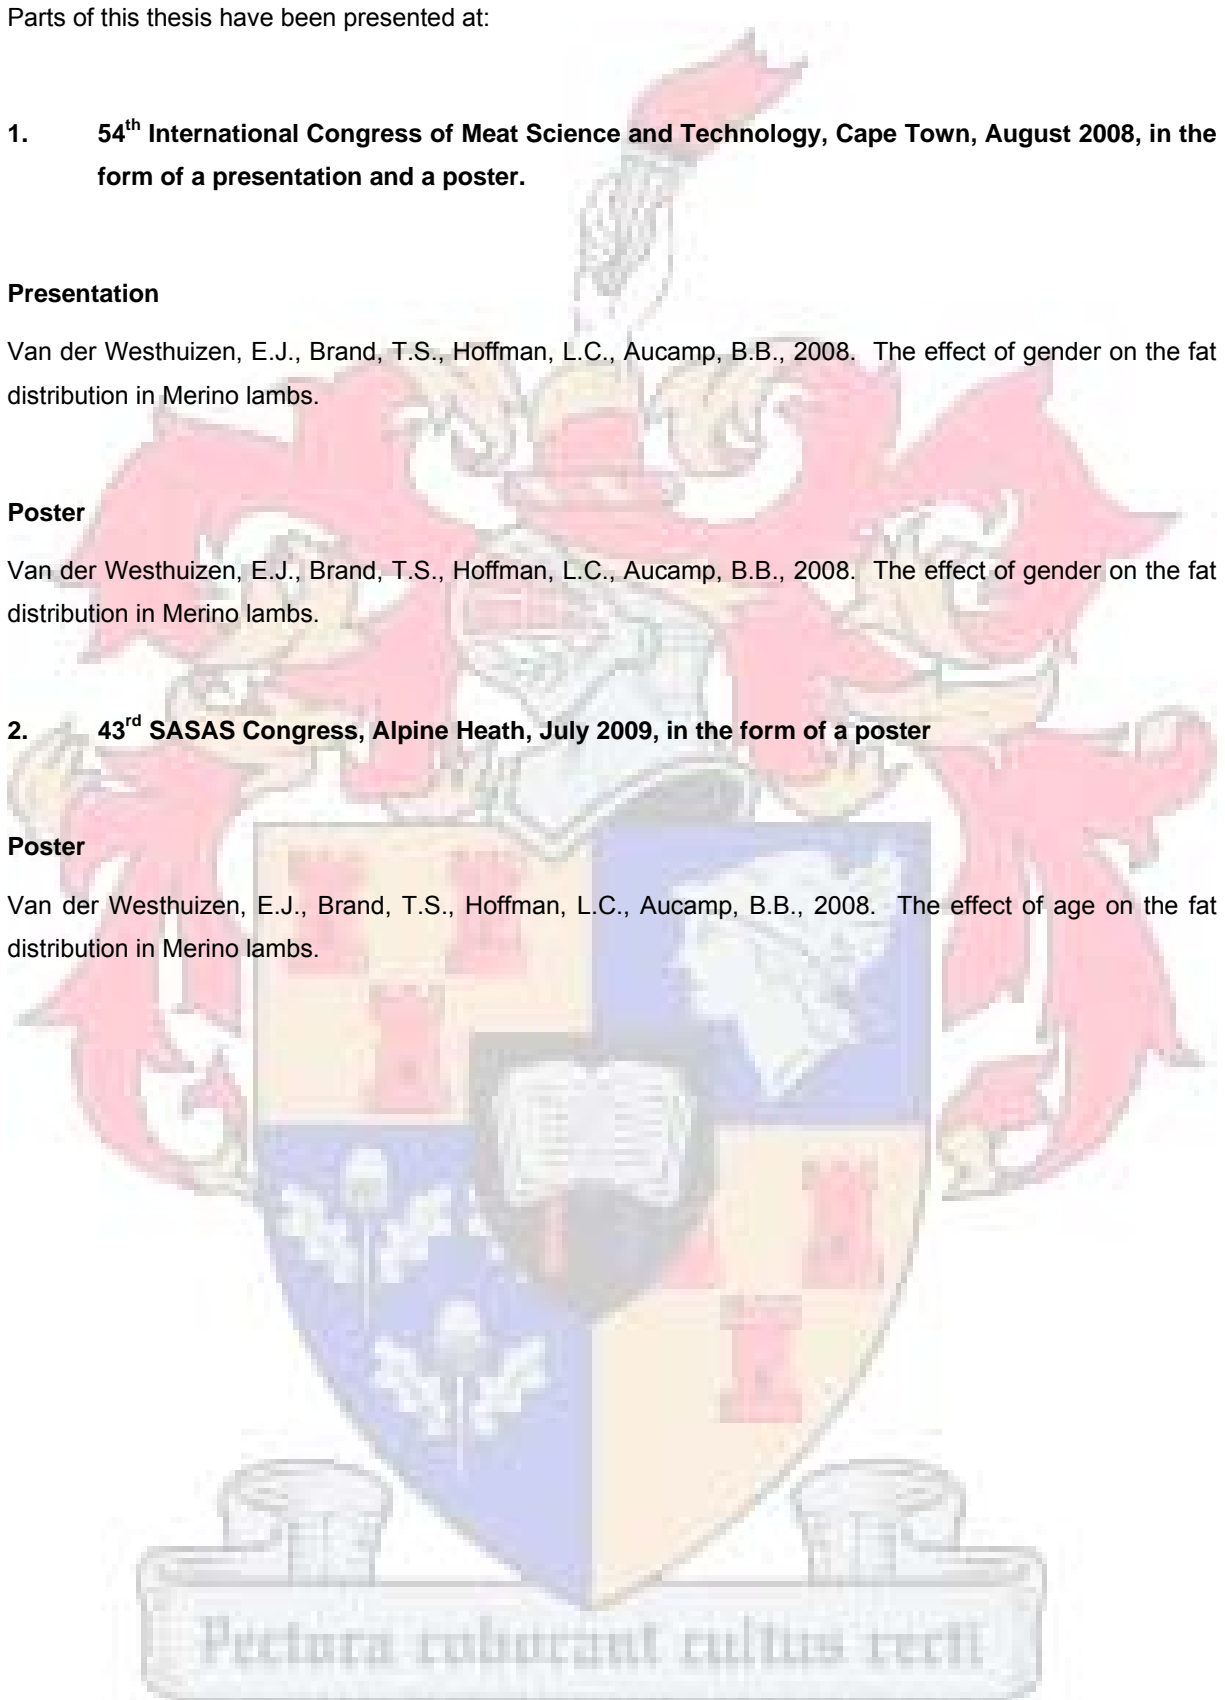 Parts of this thesis have been presented at:
1. 54th International Congress of Meat Science and Technology, Cape Town, August 2008, in the
form of a presentation and a poster.
Presentation
Van der Westhuizen, E.J., Brand, T.S., Hoffman, L.C., Aucamp, B.B., 2008. The effect of gender on the fat
distribution in Merino lambs.
Poster
Van der Westhuizen, E.J., Brand, T.S., Hoffman, L.C., Aucamp, B.B., 2008. The effect of gender on the fat
distribution in Merino lambs.
2. 43rd SASAS Congress, Alpine Heath, July 2009, in the form of a poster
Poster
Van der Westhuizen, E.J., Brand, T.S., Hoffman, L.C., Aucamp, B.B., 2008. The effect of age on the fat
distribution in Merino lambs.
Pectora roborant cultus recti